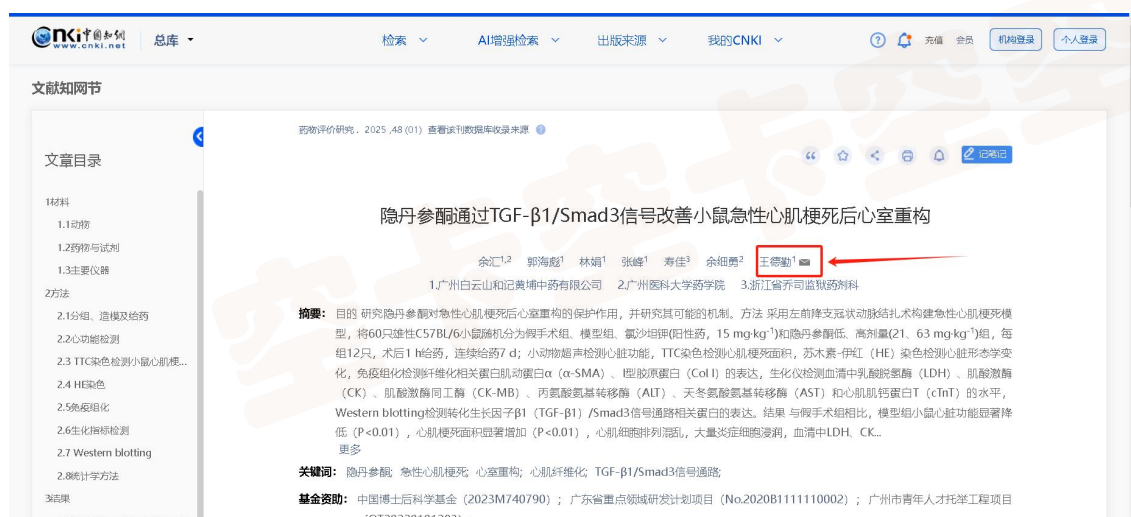 CNKI中国知网
www.cnki.net
总库
检索
AI增强检索
出版来源
我的CNKI
充值
会员
机构登录
个人登录
文献知网节
药物评价研究 . 2025 ,48 (01) 查看该刊数据库收录来源
记笔记
文章目录
1材料
1.1动物
1.2药物与试剂
1.3主要仪器
2方法
2.1分组、造模及给药
2.2心功能检测
2.3 TTC染色检测小鼠心肌梗...
2.4 HE染色
2.5免疫组化
2.6生化指标检测
2.7 Western blotting
2.8统计学方法
3结果
隐丹参酮通过TGF-β1/Smad3信号改善小鼠急性心肌梗死后心室重构
余汇1,2 郭海彪1 林娟1 张峰1 寿佳3 余细勇2 王德勤1
1.广州白云山和记黄埔中药有限公司 2.广州医科大学药学院 3.浙江省乔司监狱药剂科
摘要: 目的 研究隐丹参酮对急性心肌梗死后心室重构的保护作用，并研究其可能的机制。方法 采用左前降支冠状动脉结扎术构建急性心肌梗死模
型，将60只雄性C57BL/6小鼠随机分为假手术组、模型组、氯沙坦钾(阳性药, 15 mg·kg-1)和隐丹参酮低、高剂量(21、63 mg·kg-1)组，每
组12只，术后1 h给药，连续给药7 d；小动物超声检测心脏功能，TTC染色检测心肌梗死面积，苏木素-伊红（HE）染色检测心脏形态学变
化，免疫组化检测纤维化相关蛋白肌动蛋白α（α-SMA）、Ⅰ型胶原蛋白（Col I）的表达，生化仪检测血清中乳酸脱氢酶（LDH）、肌酸激酶
（CK）、肌酸激酶同工酶（CK-MB）、丙氨酸氨基转移酶（ALT）、天冬氨酸氨基转移酶（AST）和心肌肌钙蛋白T（cTnT）的水平，
Western blotting检测转化生长因子β1（TGF-β1）/Smad3信号通路相关蛋白的表达。结果 与假手术组相比，模型组小鼠心脏功能显著降
低（P<0.01），心肌梗死面积显著增加（P<0.01），心肌细胞排列混乱，大量炎症细胞浸润，血清中LDH、CK...
更多
关键词: 隐丹参酮; 急性心肌梗死; 心室重构; 心肌纤维化; TGF-β1/Smad3信号通路;
基金资助: 中国博士后科学基金（2023M740790）; 广东省重点领域研发计划项目（No.2020B1111110002）; 广州市青年人才托举工程项目